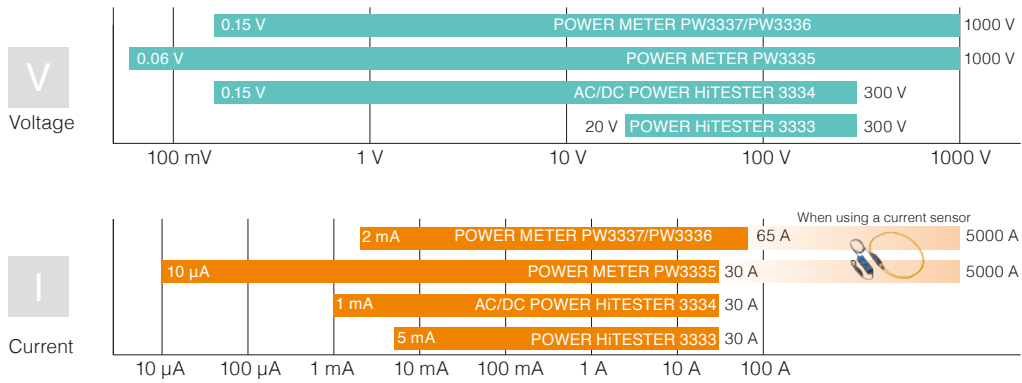 0.15 V POWER METER PW3337/PW3336 1000 V
0.06 V POWER METER PW3335 1000 V
V
0.15 V AC/DC POWER HiTESTER 3334 300 V
Voltage
20 V POWER HiTESTER 3333 300 V
100 mV 1 V 10 V 100 V 1000 V
When using a current sensor
2 mA POWER METER PW3337/PW3336 65 A 5000 A
10 µA POWER METER PW3335 30 A 5000 A
I
1 mA AC/DC POWER HiTESTER 3334 30 A
5 mA POWER HiTESTER 3333 30 A
Current
10 µA 100 µA 1 mA 10 mA 100 mA 1 A 10 A 100 A